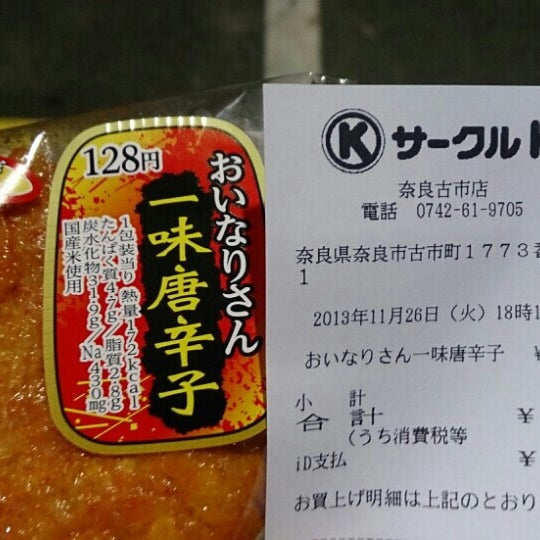 128円
おいなりさん
一味唐辛子
1包装当り 熱量172kcal
たんぱく質4.7g/脂質2.8g
炭水化物31.9g/Na430mg
国産米使用
K サークルK
奈良古市店
電話 0742-61-9705
奈良県奈良市古市町1773番
1
2013年11月26日(火)18時1
おいなりさん一味唐辛子 ¥
小 計
合 計 ¥
(うち消費税等
iD支払 ¥
お買上げ明細は上記のとおり